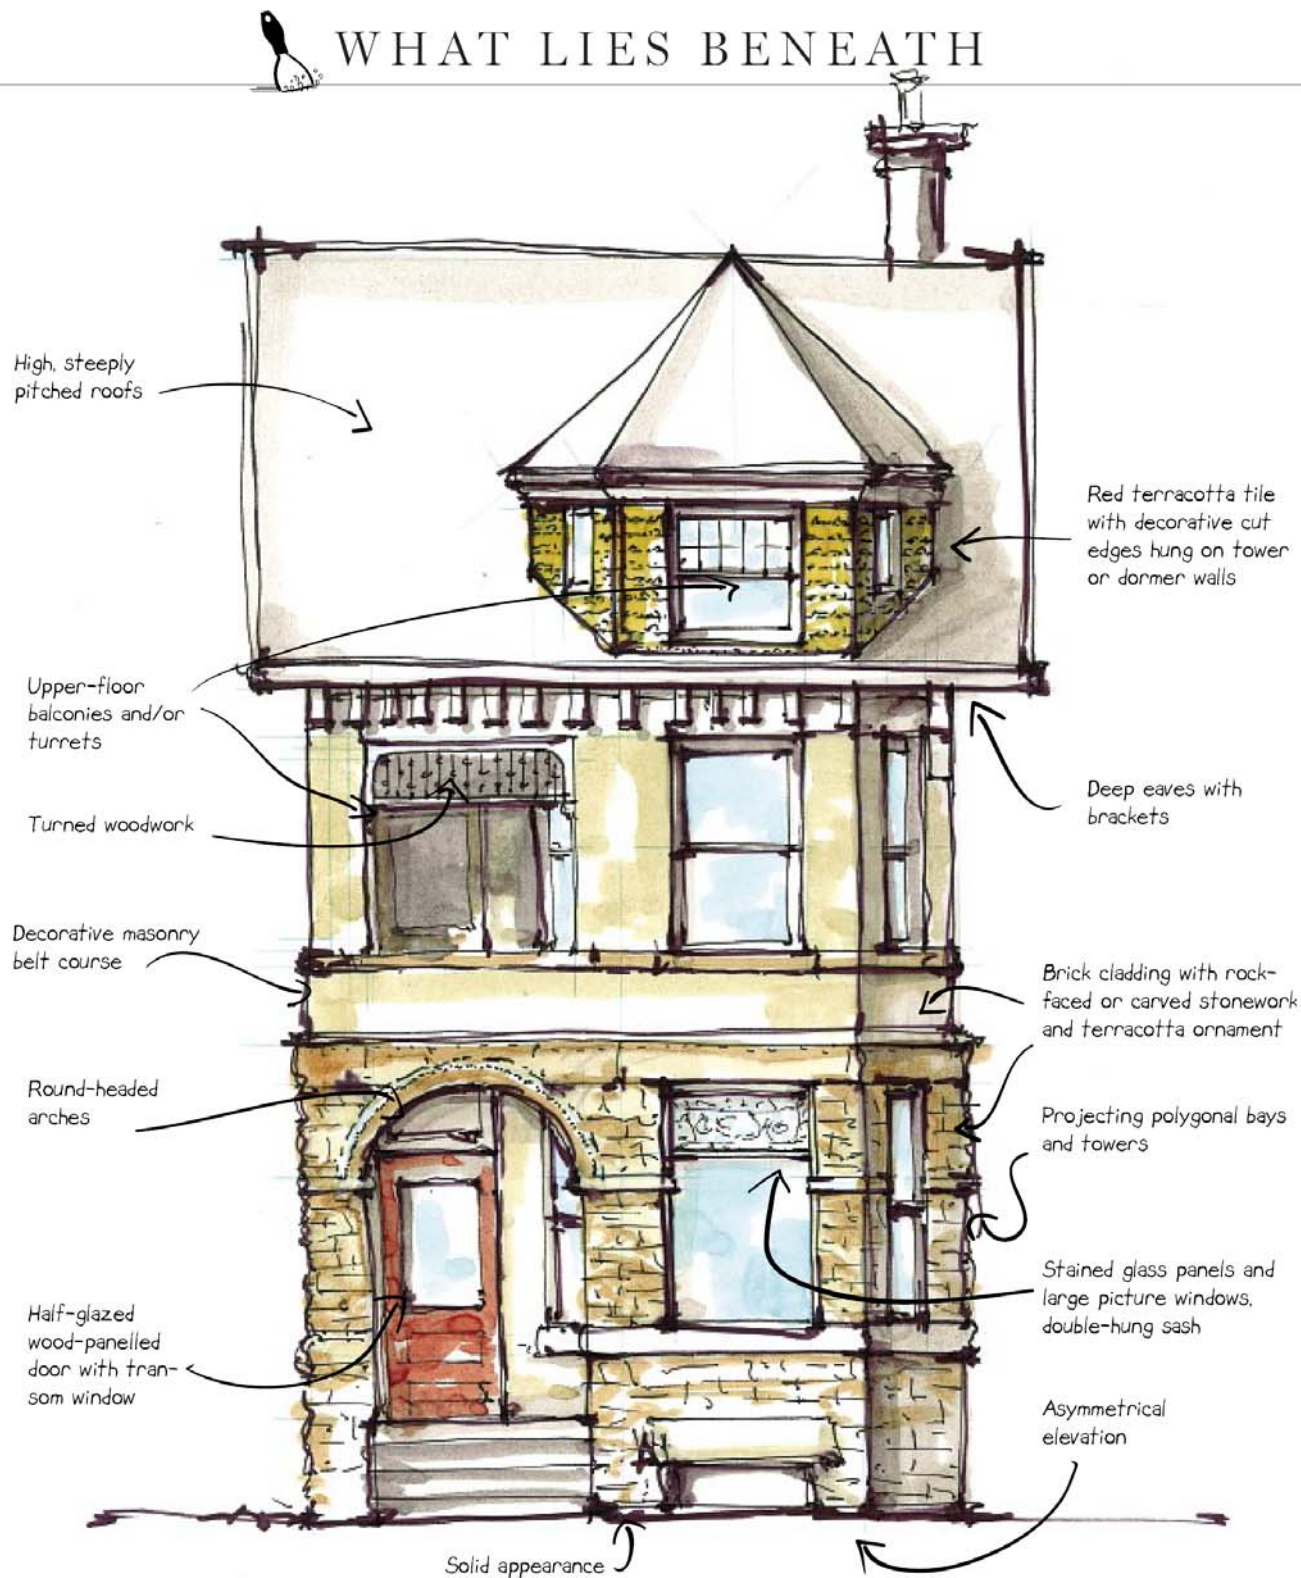 WHAT LIES BENEATH
High, steeply
pitched roofs
Red terracotta tile
with decorative cut
edges hung on tower
or dormer walls
Upper-floor
balconies and/or
turrets
Deep eaves with
brackets
Turned woodwork
Decorative masonry
belt course
Brick cladding with rock-
faced or carved stonework
and terracotta ornament
Round-headed
arches
Projecting polygonal bays
and towers
Stained glass panels and
large picture windows,
double-hung sash
Half-glazed
wood-panelled
door with tran-
som window
Asymmetrical
elevation
Solid appearance